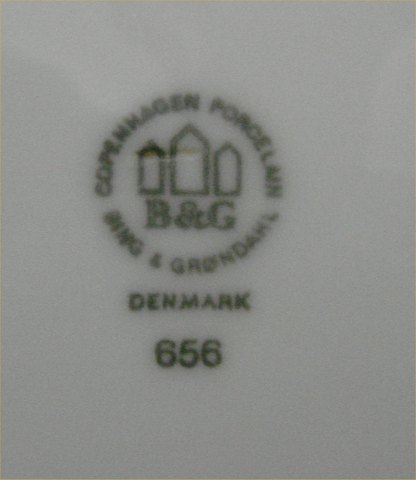 COPENHAGEN PORCELAIN
B&G
BING & GRØNDAHL
DENMARK
656